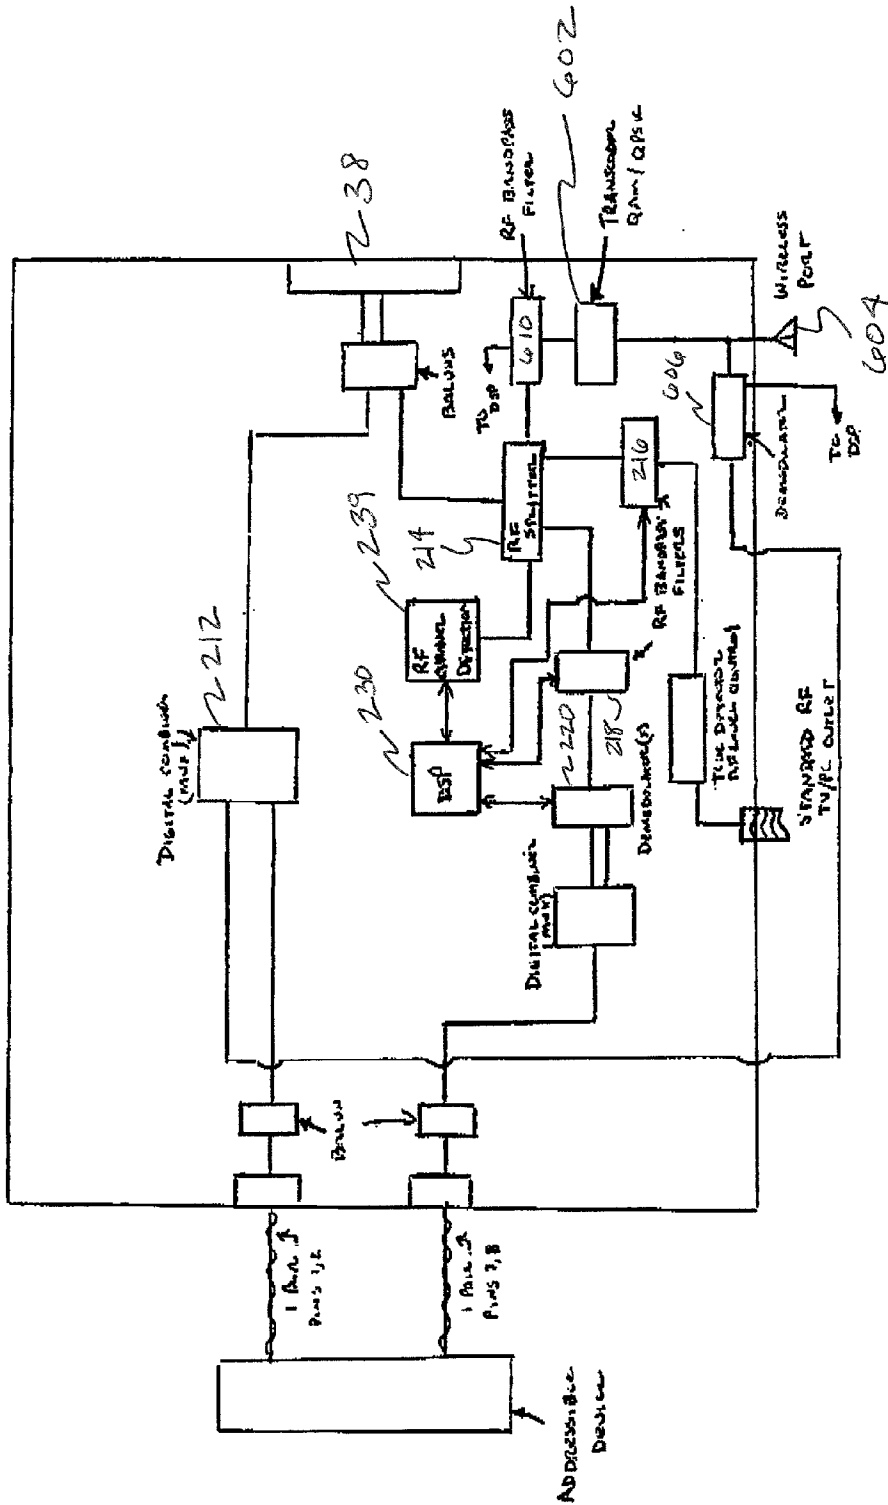 ADDRESSIBLE
DEVICE
1 PAIR
PINS 1,2
1 PAIR
PINS 7,8
BALUN
DIGITAL COMBINER
(MUX)
212
DIGITAL COMBINER
(MUX)
DSP
230
RF
CHANNEL
DETECTION
239
220
DEMODULATOR(S)
218
RF BANDPASS
FILTERS
214
RF
SPLITTER
216
BALUNS
238
TO
DSP
610
RF BANDPASS
FILTER
602
TRANSCODER
QAM/QPSK
WIRELESS
PORT
604
606
DEMODULATOR
TO
DSP
RF LEVEL CONTROL
STANDARD RF
TV/PC OUTLET